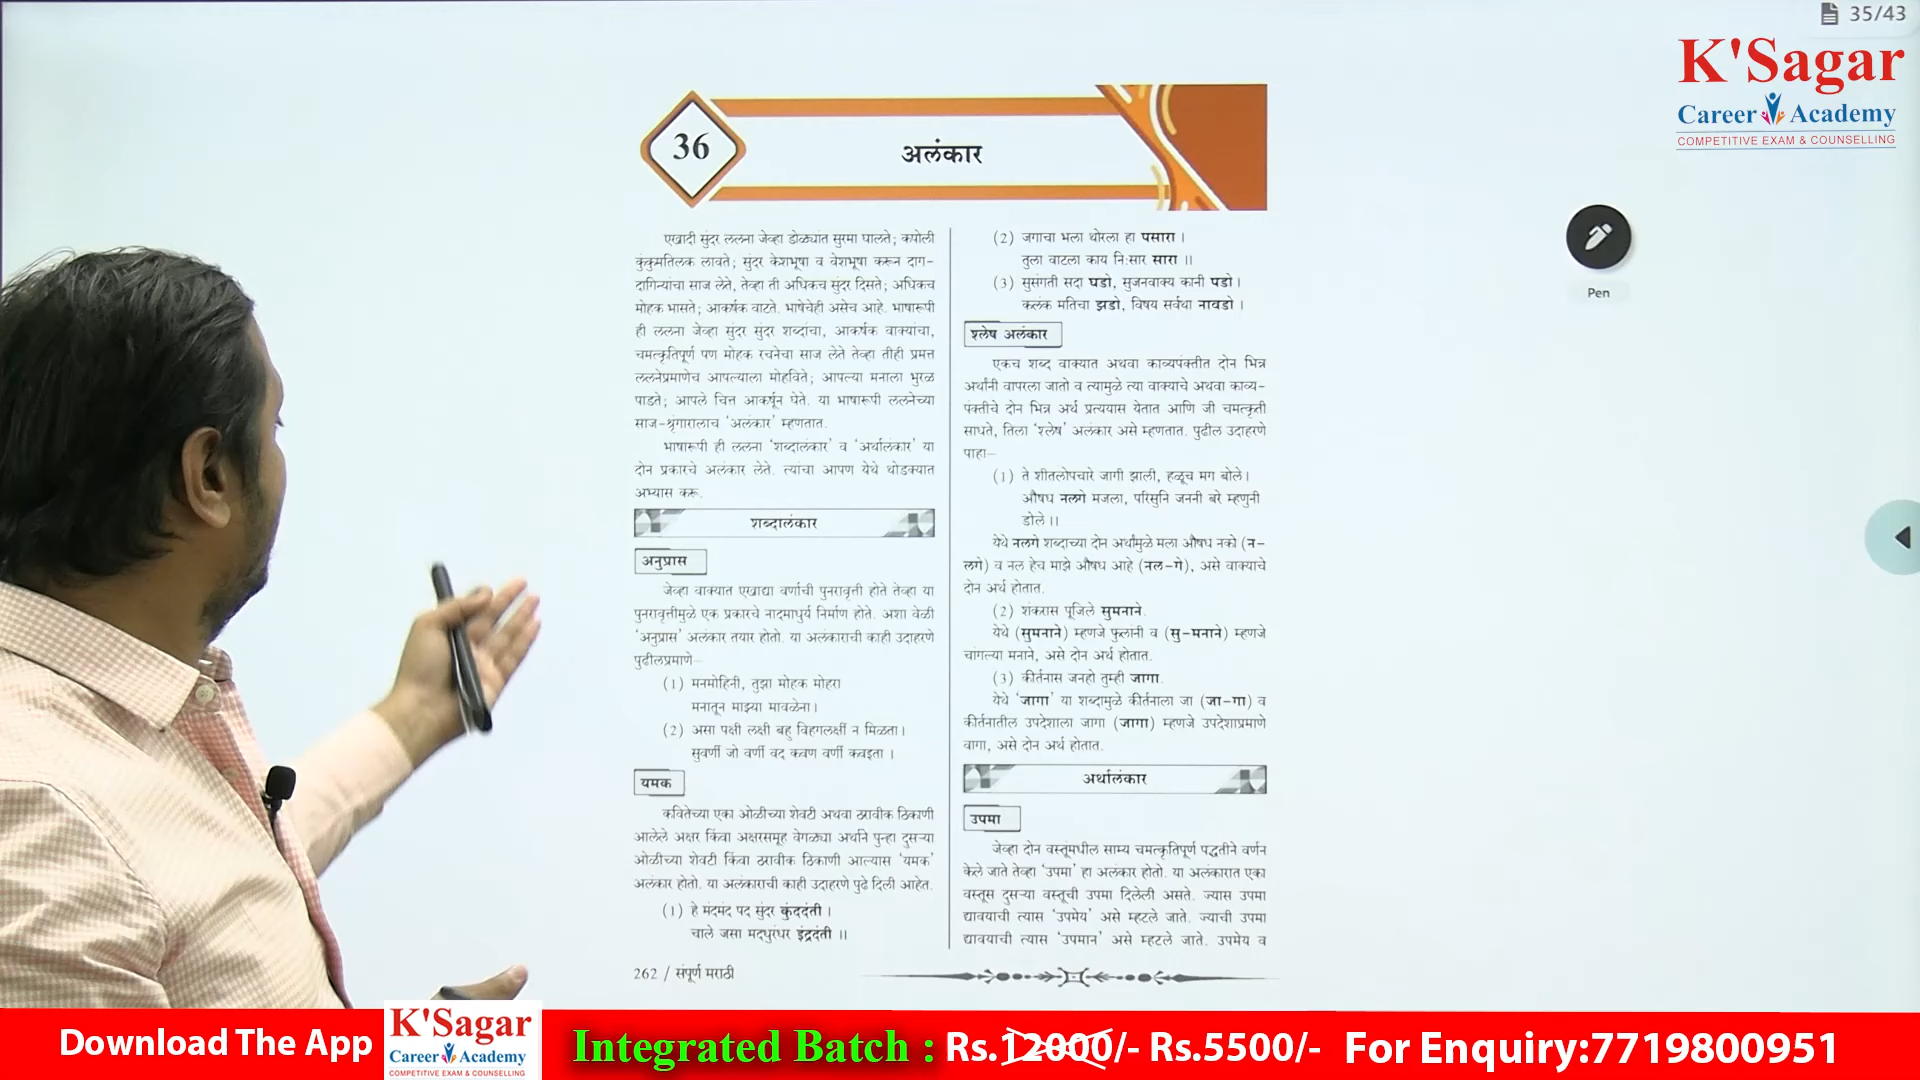 35/43
K'Sagar
Career Academy
COMPETITIVE EXAM & COUNSELLING
Pen
36
अलंकार
एखादी सुंदर ललना जेव्हा डोळ्यांत सुरमा घालते; कपोली
कुंकुमतिलक लावते; सुंदर केशभूषा व वेशभूषा करून दाग-
दागिन्यांचा साज लेते, तेव्हा ती अधिकच सुंदर दिसते; अधिकच
मोहक भासते; आकर्षक वाटते. भाषेचेही असेच आहे. भाषारूपी
ही ललना जेव्हा सुंदर सुंदर शब्दांचा, आकर्षक वाक्यांचा,
चमत्कृतिपूर्ण पण मोहक रचनेचा साज लेते तेव्हा तीही प्रमत्त
ललनेप्रमाणेच आपल्याला मोहविते; आपल्या मनाला भुरळ
पाडते; आपले चित्त आकर्षून घेते. या भाषारूपी ललनेच्या
साज-श्रृंगारालाच ‘अलंकार’ म्हणतात.
भाषारूपी ही ललना ‘शब्दालंकार’ व ‘अर्थालंकार’ या
दोन प्रकारचे अलंकार लेते. त्यांचा आपण येथे थोडक्यात
अभ्यास करू.
शब्दालंकार
अनुप्रास
जेव्हा वाक्यात एखाद्या वर्णाची पुनरावृत्ती होते तेव्हा या
पुनरावृत्तीमुळे एक प्रकारचे नादमाधुर्य निर्माण होते. अशा वेळी
‘अनुप्रास’ अलंकार तयार होतो. या अलंकाराची काही उदाहरणे
पुढीलप्रमाणे-
(1) मनमोहिनी, तुझा मोहक मोहरा
मनातून माझ्या मावळेना।
(2) असा पक्षी लक्षी बहु विहगलक्षीं न मिळता।
सुवर्णी जो वर्णी वद कवण वर्णी कवइता ।
यमक
कवितेच्या एका ओळीच्या शेवटी अथवा ठरावीक ठिकाणी
आलेले अक्षर किंवा अक्षरसमूह वेगळ्या अर्थाने पुन्हा दुसऱ्या
ओळीच्या शेवटी किंवा ठरावीक ठिकाणी आल्यास ‘यमक’
अलंकार होतो. या अलंकाराची काही उदाहरणे पुढे दिली आहेत.
(1) हे मंदमंद पद सुंदर कुंददंती ।
चाले जसा मदधुरंधर इंद्रदंती ।।
262 / संपूर्ण मराठी
(2) जगाचा भला थोरला हा पसारा ।
तुला वाटला काय निःसार सारा ।।
(3) सुसंगती सदा घडो, सुजनवाक्य कानी पडो।
कलंक मतिचा झडो, विषय सर्वथा नावडो ।
श्लेष अलंकार
एकच शब्द वाक्यात अथवा काव्यपंक्तीत दोन भिन्न
अर्थांनी वापरला जातो व त्यामुळे त्या वाक्याचे अथवा काव्य-
पंक्तीचे दोन भिन्न अर्थ प्रत्ययास येतात आणि जी चमत्कृती
साधते, तिला ‘श्लेष’ अलंकार असे म्हणतात. पुढील उदाहरणे
पाहा-
(1) ते शीतलोपचारे जागी झाली, हळूच मग बोले।
औषध नलगे मजला, परिसुनि जननी बरे म्हणुनी
डोले।।
येथे नलगे शब्दाच्या दोन अर्थांमुळे मला औषध नको (न-
लगे) व नल हेच माझे औषध आहे (नल-गे), असे वाक्याचे
दोन अर्थ होतात.
(2) शंकरास पूजिले सुमनाने.
येथे (सुमनाने) म्हणजे फुलांनी व (सु-मनाने) म्हणजे
चांगल्या मनाने, असे दोन अर्थ होतात.
(3) कीर्तनास जनहो तुम्ही जागा.
येथे ‘जागा’ या शब्दामुळे कीर्तनाला जा (जा-गा) व
कीर्तनातील उपदेशाला जागा (जागा) म्हणजे उपदेशाप्रमाणे
वागा, असे दोन अर्थ होतात.
अर्थालंकार
उपमा
जेव्हा दोन वस्तूंमधील साम्य चमत्कृतिपूर्ण पद्धतीने वर्णन
केले जाते तेव्हा ‘उपमा’ हा अलंकार होतो. या अलंकारात एका
वस्तूस दुसऱ्या वस्तूची उपमा दिलेली असते. ज्यास उपमा
द्यावयाची त्यास ‘उपमेय’ असे म्हटले जाते. ज्याची उपमा
द्यावयाची त्यास ‘उपमान’ असे म्हटले जाते. उपमेय व
Download The App
K'Sagar
Career Academy
COMPETITIVE EXAM & COUNSELLING
Integrated Batch : Rs.12000/- Rs.5500/- For Enquiry:7719800951